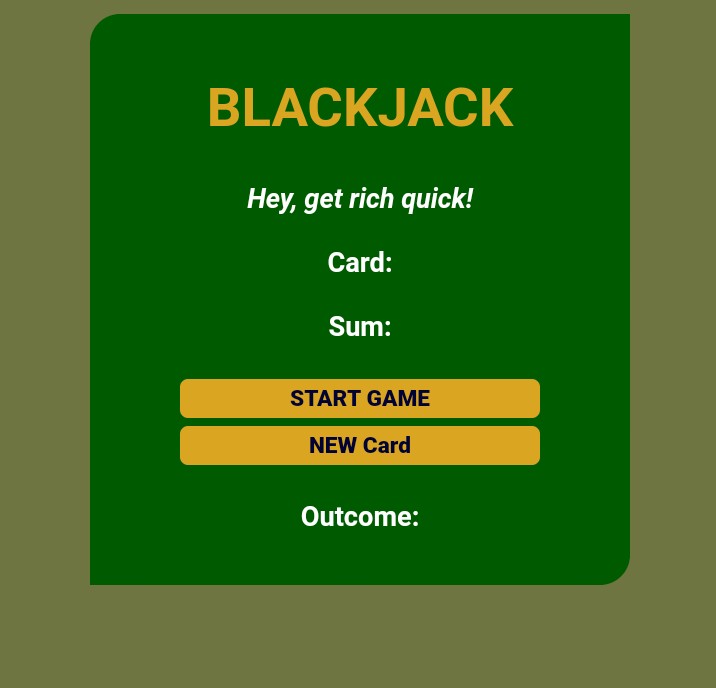 BLACKJACK
Hey, get rich quick!
Card:
Sum:
START GAME
NEW Card
Outcome: